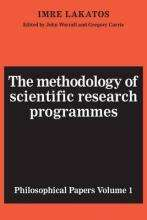 IMRE LAKATOS
Edited by John Worrall and Gregory Currie
The methodology of
scientific research
programmes
Philosophical Papers Volume 1